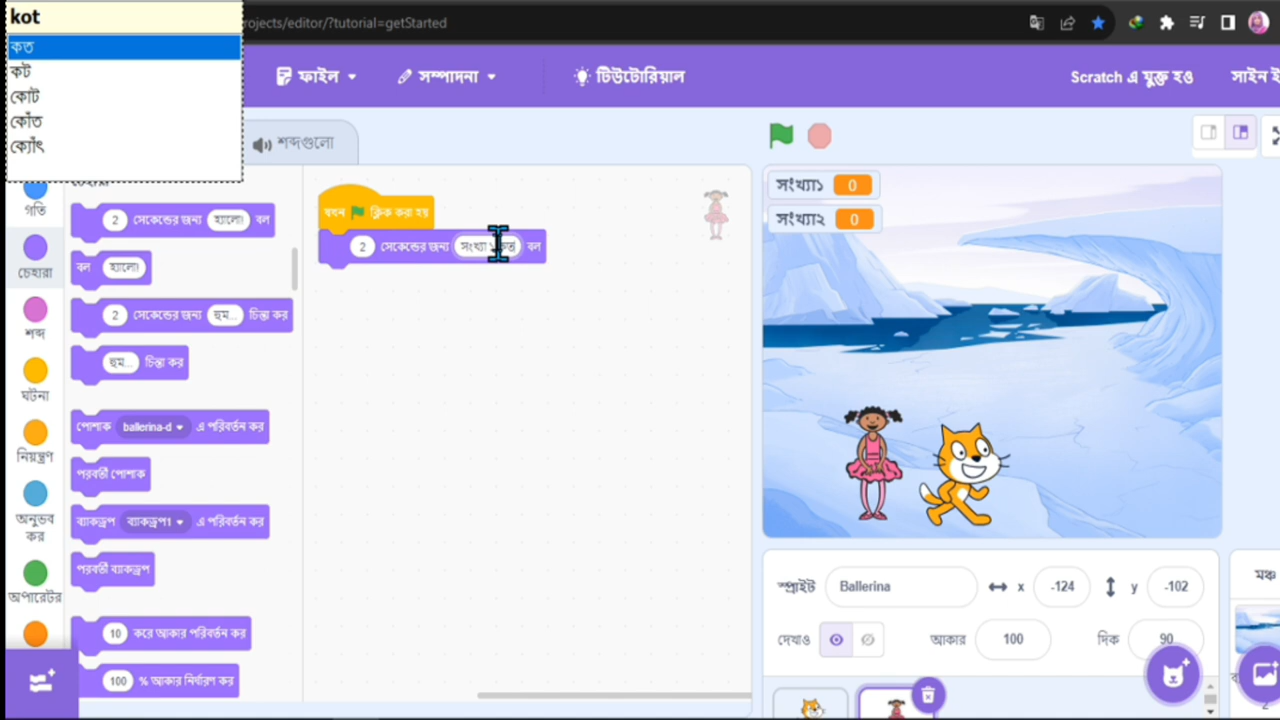 kot
কত
কট
কোট
কোঁত
ক্যোঁৎ
rojects/editor/?tutorial=getStarted
ফাইল
সম্পাদনা
টিউটোরিয়াল
Scratch এ যুক্ত হও
সাইন ই
শব্দগুলো
গতি
চেহারা
শব্দ
ঘটনা
নিয়ন্ত্রণ
অনুভব কর
অপারেটর
2 সেকেন্ডের জন্য হ্যালো! বল
বল হ্যালো!
2 সেকেন্ডের জন্য হুম... চিন্তা কর
হুম... চিন্তা কর
পোশাক ballerina-d এ পরিবর্তন কর
পরবর্তী পোশাক
ব্যাকড্রপ ব্যাকড্রপ1 এ পরিবর্তন কর
পরবর্তী ব্যাকড্রপ
10 করে আকার পরিবর্তন কর
100 % আকার নির্ধারণ কর
যখন ক্লিক করা হয়
2 সেকেন্ডের জন্য সংখ্যা বল
সংখ্যা১ 0
সংখ্যা২ 0
স্প্রাইট Ballerina x -124 y -102
দেখাও আকার 100 দিক 90
মঞ্চ
2